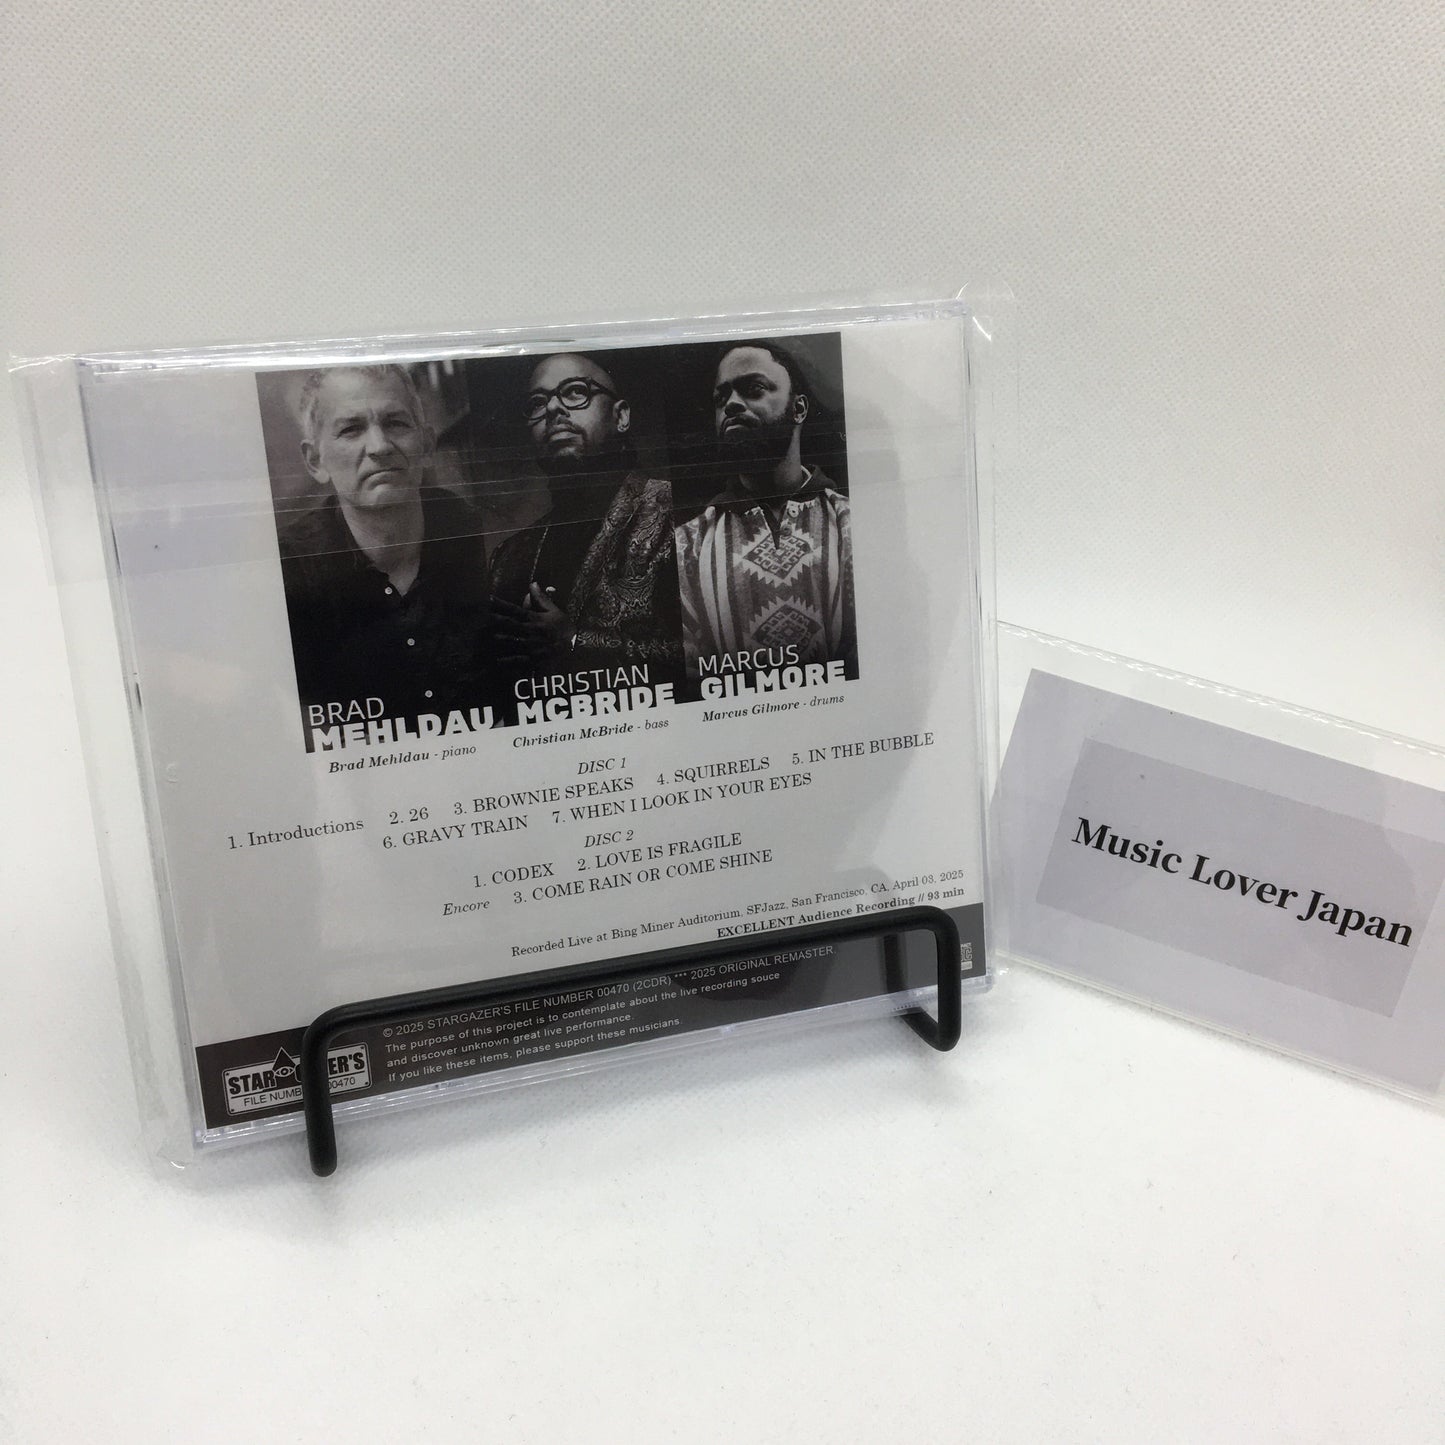 BRAD
MEHLDAU
CHRISTIAN
MCBRIDE
MARCUS
GILMORE
Brad Mehldau - piano
Christian McBride - bass
Marcus Gilmore - drums
DISC 1
1. Introductions 2. 26 3. BROWNIE SPEAKS 4. SQUIRRELS 5. IN THE BUBBLE
6. GRAVY TRAIN 7. WHEN I LOOK IN YOUR EYES
DISC 2
1. CODEX 2. LOVE IS FRAGILE
Encore 3. COME RAIN OR COME SHINE
Recorded Live at Bing Miner Auditorium, SFJazz, San Francisco, CA, April 03, 2025
EXCELLENT Audience Recording // 93 min
© 2025 STARGAZER'S FILE NUMBER 00470 (2CDR) *** 2025 ORIGINAL REMASTER.
The purpose of this project is to contemplate about the live recording souce
and discover unknown great live performance.
If you like these items, please support these musicians.
Music Lover Japan